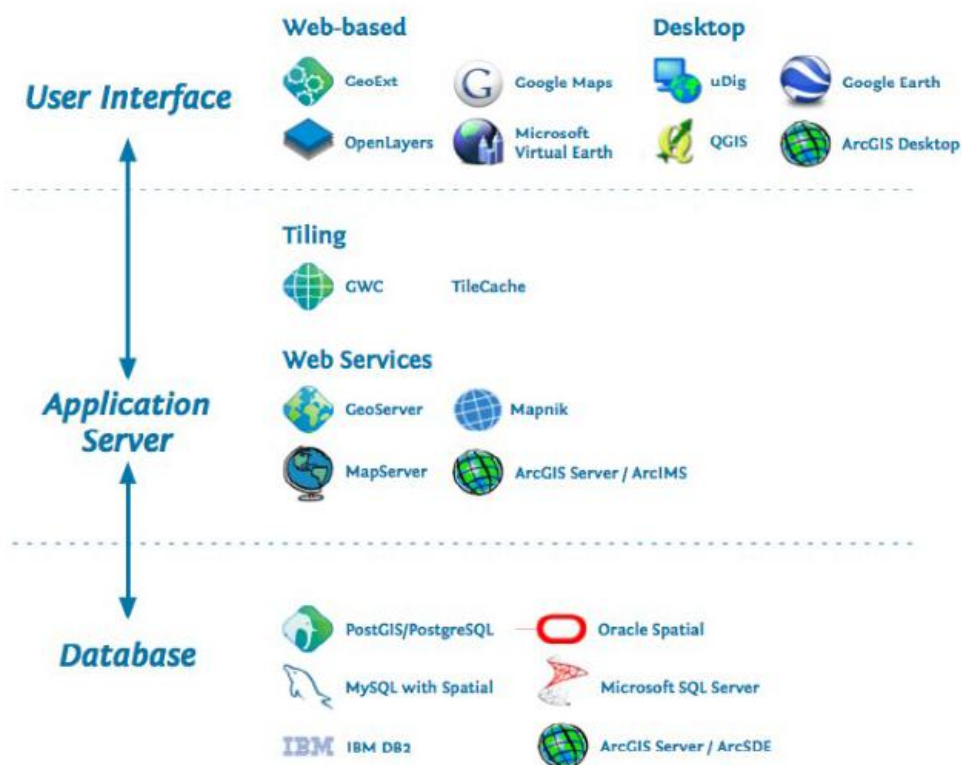 Web-based
Desktop
User Interface
GeoExt
Google Maps
uDig
Google Earth
OpenLayers
Microsoft
Virtual Earth
QGIS
ArcGIS Desktop
Tiling
GWC
TileCache
Web Services
Application
Server
GeoServer
Mapnik
MapServer
ArcGIS Server / ArcIMS
Database
PostGIS/PostgreSQL
Oracle Spatial
MySQL with Spatial
Microsoft SQL Server
IBM
IBM DB2
ArcGIS Server / ArcSDE